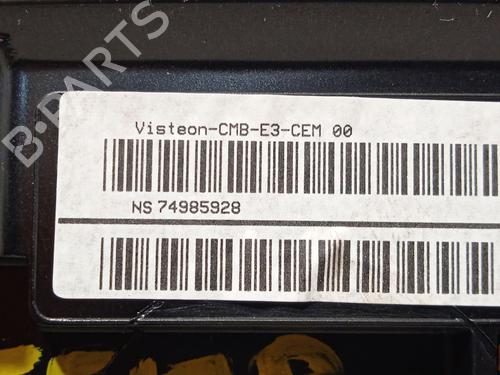 B-PARTS
Visteon-CMB-E3-CEM 00
NS 74985928